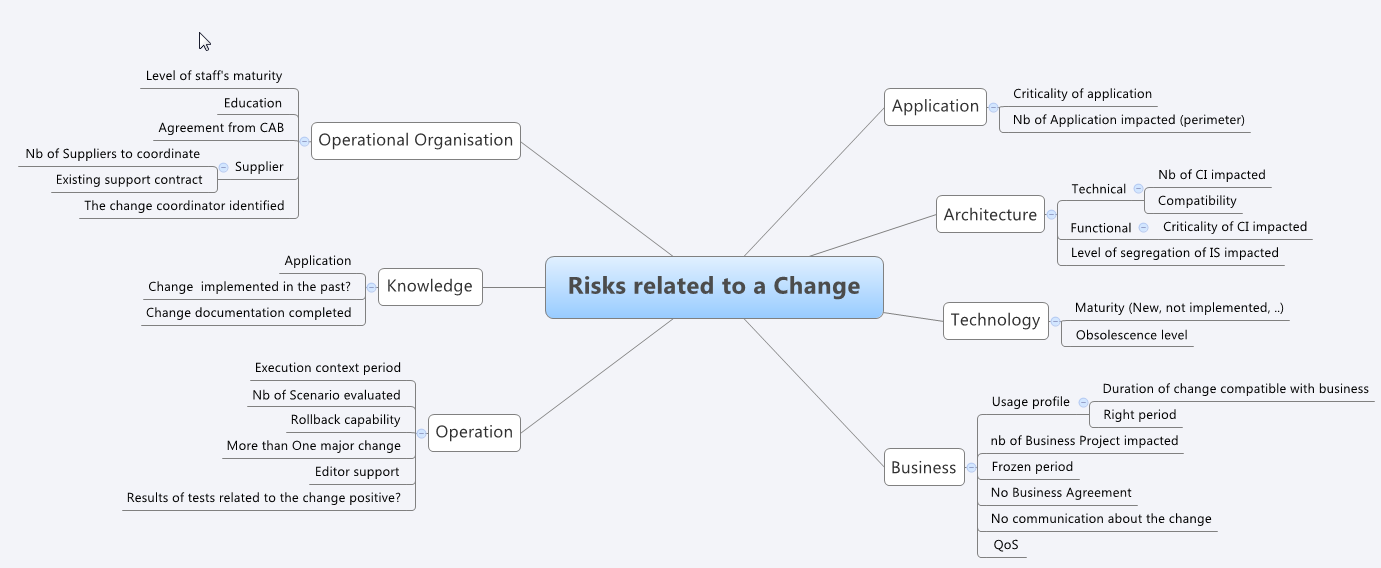 Risks related to a Change
Operational Organisation
Level of staff's maturity
Education
Agreement from CAB
Supplier
Nb of Suppliers to coordinate
Existing support contract
The change coordinator identified
Knowledge
Application
Change  implemented in the past?
Change documentation completed
Operation
Execution context period
Nb of Scenario evaluated
Rollback capability
More than One major change
Editor support
Results of tests related to the change positive?
Application
Criticality of application
Nb of Application impacted (perimeter)
Architecture
Technical
Nb of CI impacted
Compatibility
Functional
Criticality of CI impacted
Level of segregation of IS impacted
Technology
Maturity (New, not implemented, ..)
Obsolescence level
Business
Usage profile
Duration of change compatible with business
Right period
nb of Business Project impacted
Frozen period
No Business Agreement
No communication about the change
QoS